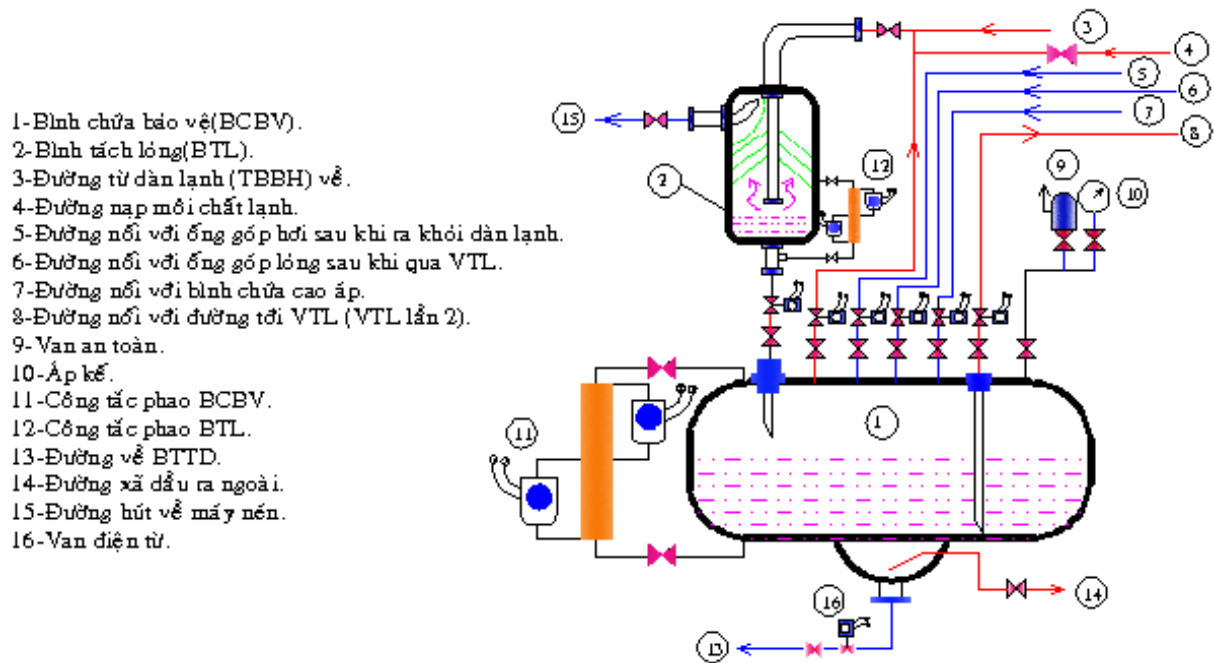 1-Bình chứa bảo vệ(BCBV).
2-Bình tách lỏng(BTL).
3-Đường từ dàn lạnh (TBBH) về.
4-Đường nạp môi chất lạnh.
5-Đường nối với ống góp hơi sau khi ra khỏi dàn lạnh.
6-Đường nối với ống góp lỏng sau khi qua VTL.
7-Đường nối với bình chứa cao áp.
8-Đường nối với đường tới VTL (VTL lần 2).
9-Van an toàn.
10-Áp kế.
11-Công tắc phao BCBV.
12-Công tắc phao BTL.
13-Đường về BTTD.
14-Đường xã dầu ra ngoài.
15-Đường hút về máy nén.
16-Van điện từ.
3
4
5
6
7
8
15
2
12
9
10
11
1
16
14
13